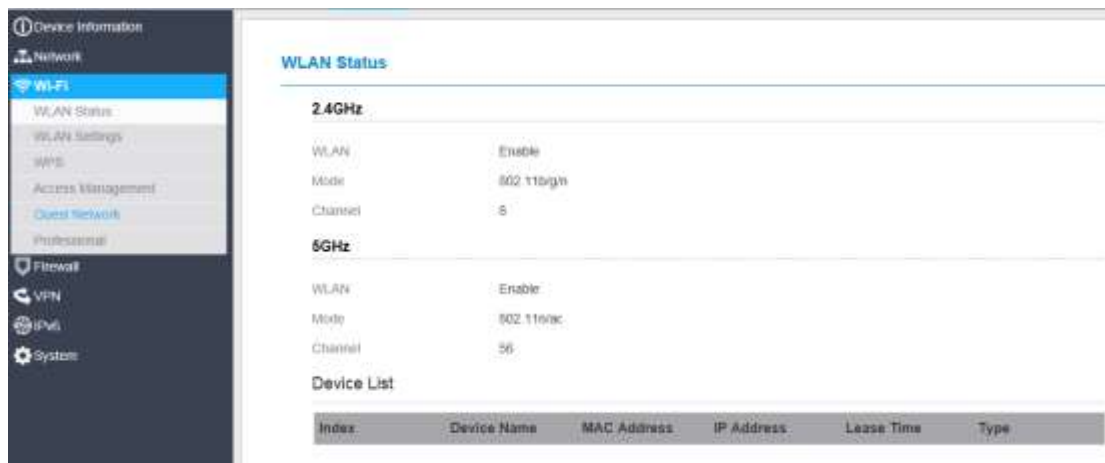 Device Information
Network
Wi-Fi
WLAN Status
WLAN Settings
WPS
Access Management
Guest Network
Professional
Firewall
VPN
IPv6
System
WLAN Status
2.4GHz
WLAN Enable
Mode 802.11b/g/n
Channel
5GHz
WLAN Enable
Mode 802.11n/ac
Channel 56
Device List
Index Device Name MAC Address IP Address Lease Time Type